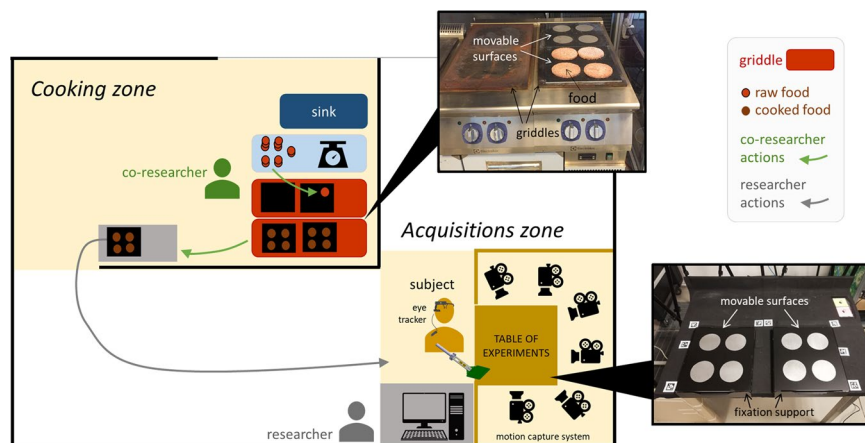 Cooking zone
sink
co-researcher
movable
surfaces
food
griddles
griddle
raw food
cooked food
co-researcher
actions
researcher
actions
Acquisitions zone
subject
eye
tracker
TABLE OF
EXPERIMENTS
researcher
motion capture system
movable surfaces
fixation support